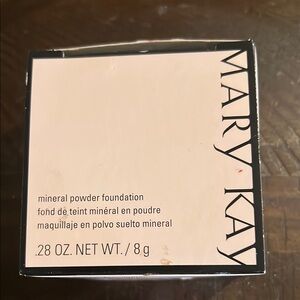 MARY KAY
mineral powder foundation
fond de teint minéral en poudre
maquillaje en polvo suelto mineral
.28 OZ. NET WT. / 8 g